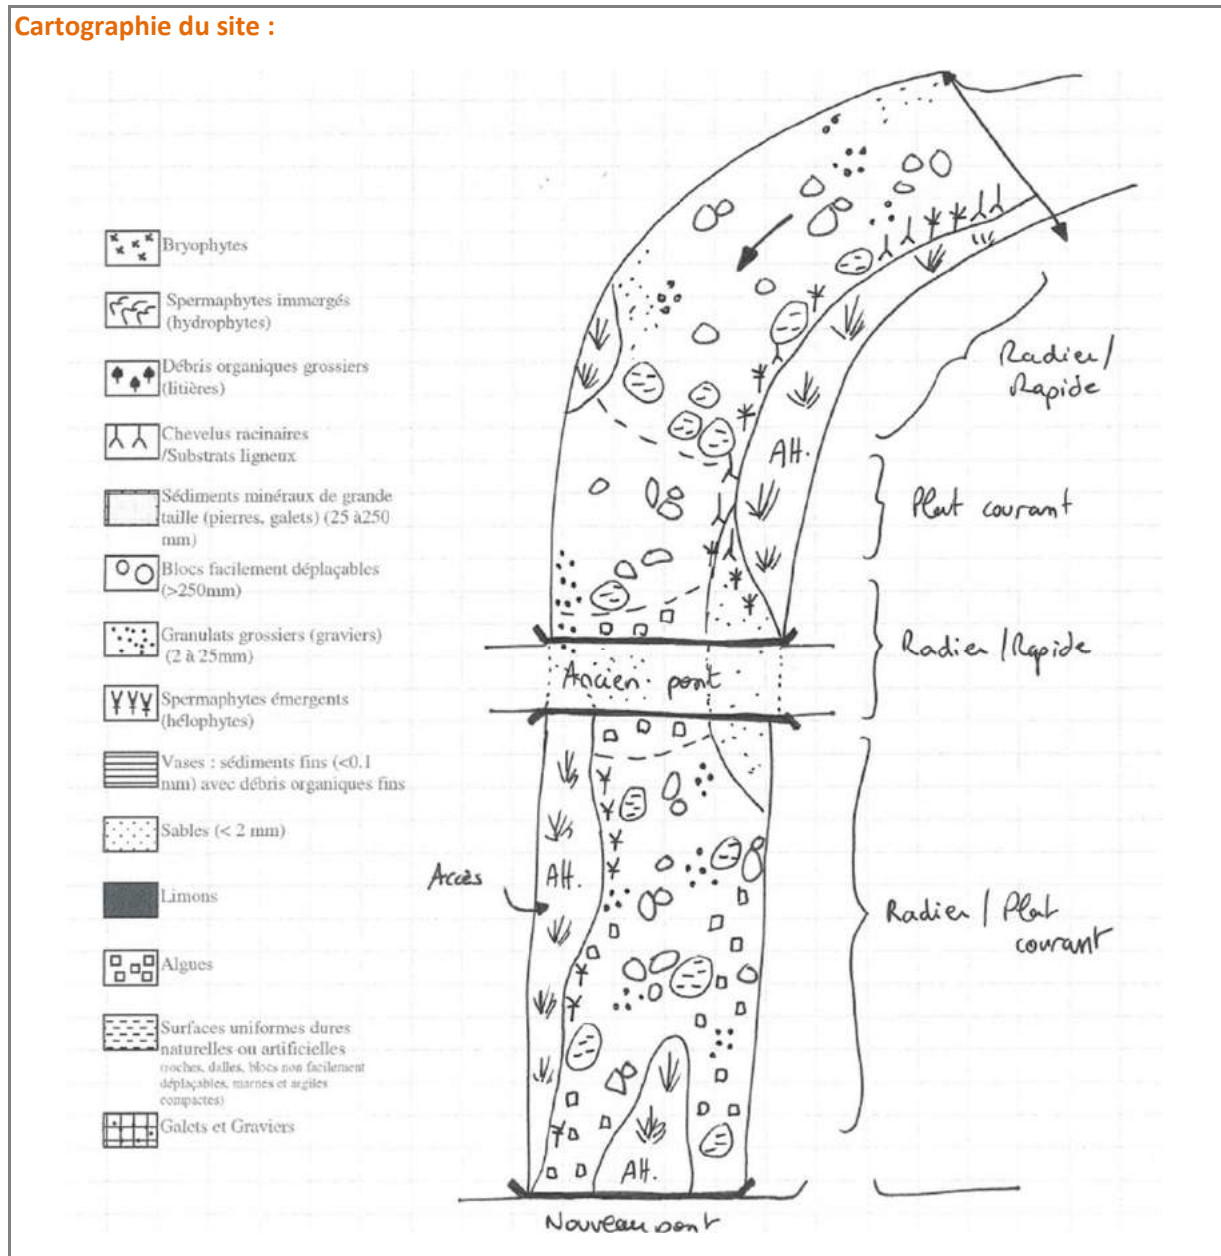 Cartographie du site :
Bryophytes
Spermaphytes immergés
(hydrophytes)
Débris organiques grossiers
(litières)
Chevelus racinaires
/Substrats ligneux
Sédiments minéraux de grande
taille (pierres, galets) (25 à250
mm)
Blocs facilement déplaçables
(>250mm)
Granulats grossiers (graviers)
(2 à 25mm)
Spermaphytes émergents
(hélophytes)
Vases : sédiments fins (<0.1
mm) avec débris organiques fins
Sables (< 2 mm)
Limons
Algues
Surfaces uniformes dures
naturelles ou artificielles
(roches, dalles, blocs non facilement
déplaçables, marnes et argiles
compactes)
Galets et Graviers
Radier /
Rapide
AH.
Plat courant
Radier / Rapide
Ancien pont
Accès
AH.
Radier / Plat
courant
AH.
Nouveau pont